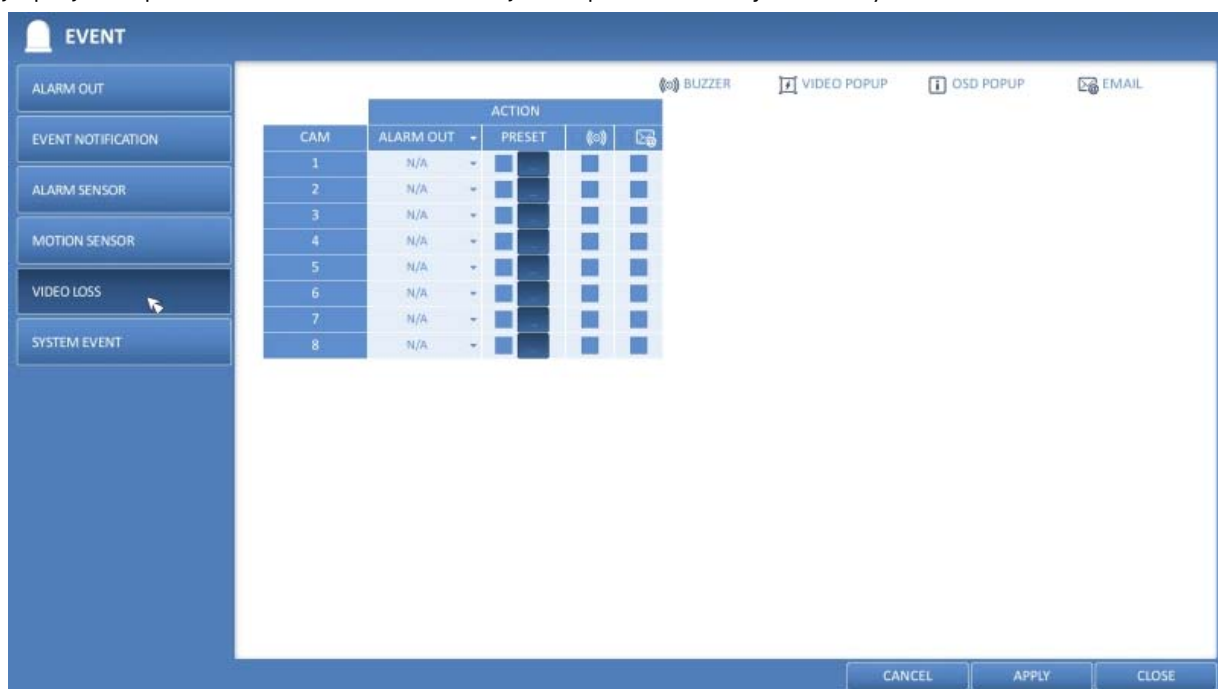 EVENT
ALARM OUT
EVENT NOTIFICATION
ALARM SENSOR
MOTION SENSOR
VIDEO LOSS
SYSTEM EVENT
BUZZER VIDEO POPUP OSD POPUP EMAIL
ACTION
CAM ALARM OUT PRESET
1 N/A ...
2 N/A ...
3 N/A ...
4 N/A ...
5 N/A ...
6 N/A ...
7 N/A ...
8 N/A ...
CANCEL APPLY CLOSE